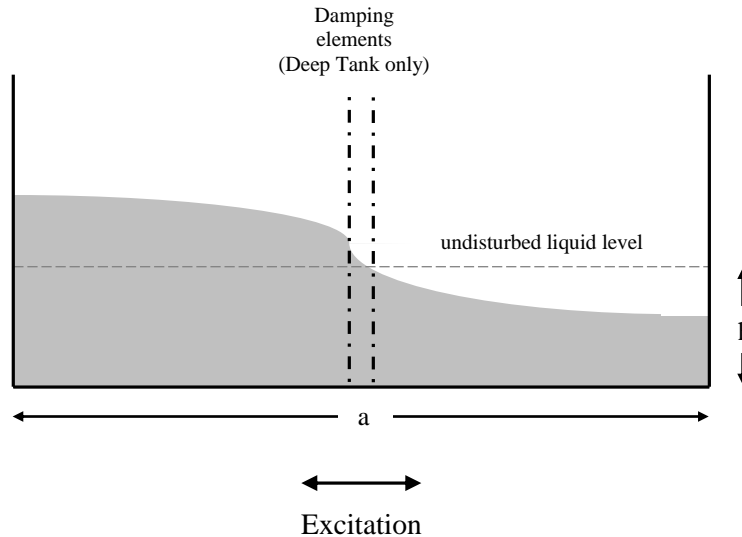 Damping
elements
(Deep Tank only)
undisturbed liquid level
a
Excitation